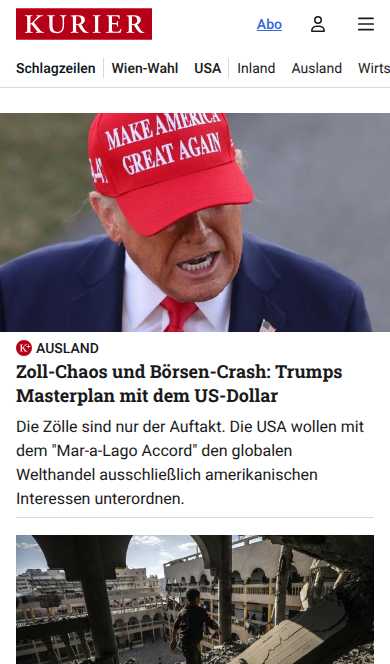 KURIER
Abo
Schlagzeilen Wien-Wahl USA Inland Ausland Wirts
MAKE AMERICA
GREAT AGAIN
K+ AUSLAND
Zoll-Chaos und Börsen-Crash: Trumps
Masterplan mit dem US-Dollar
Die Zölle sind nur der Auftakt. Die USA wollen mit
dem "Mar-a-Lago Accord" den globalen
Welthandel ausschließlich amerikanischen
Interessen unterordnen.